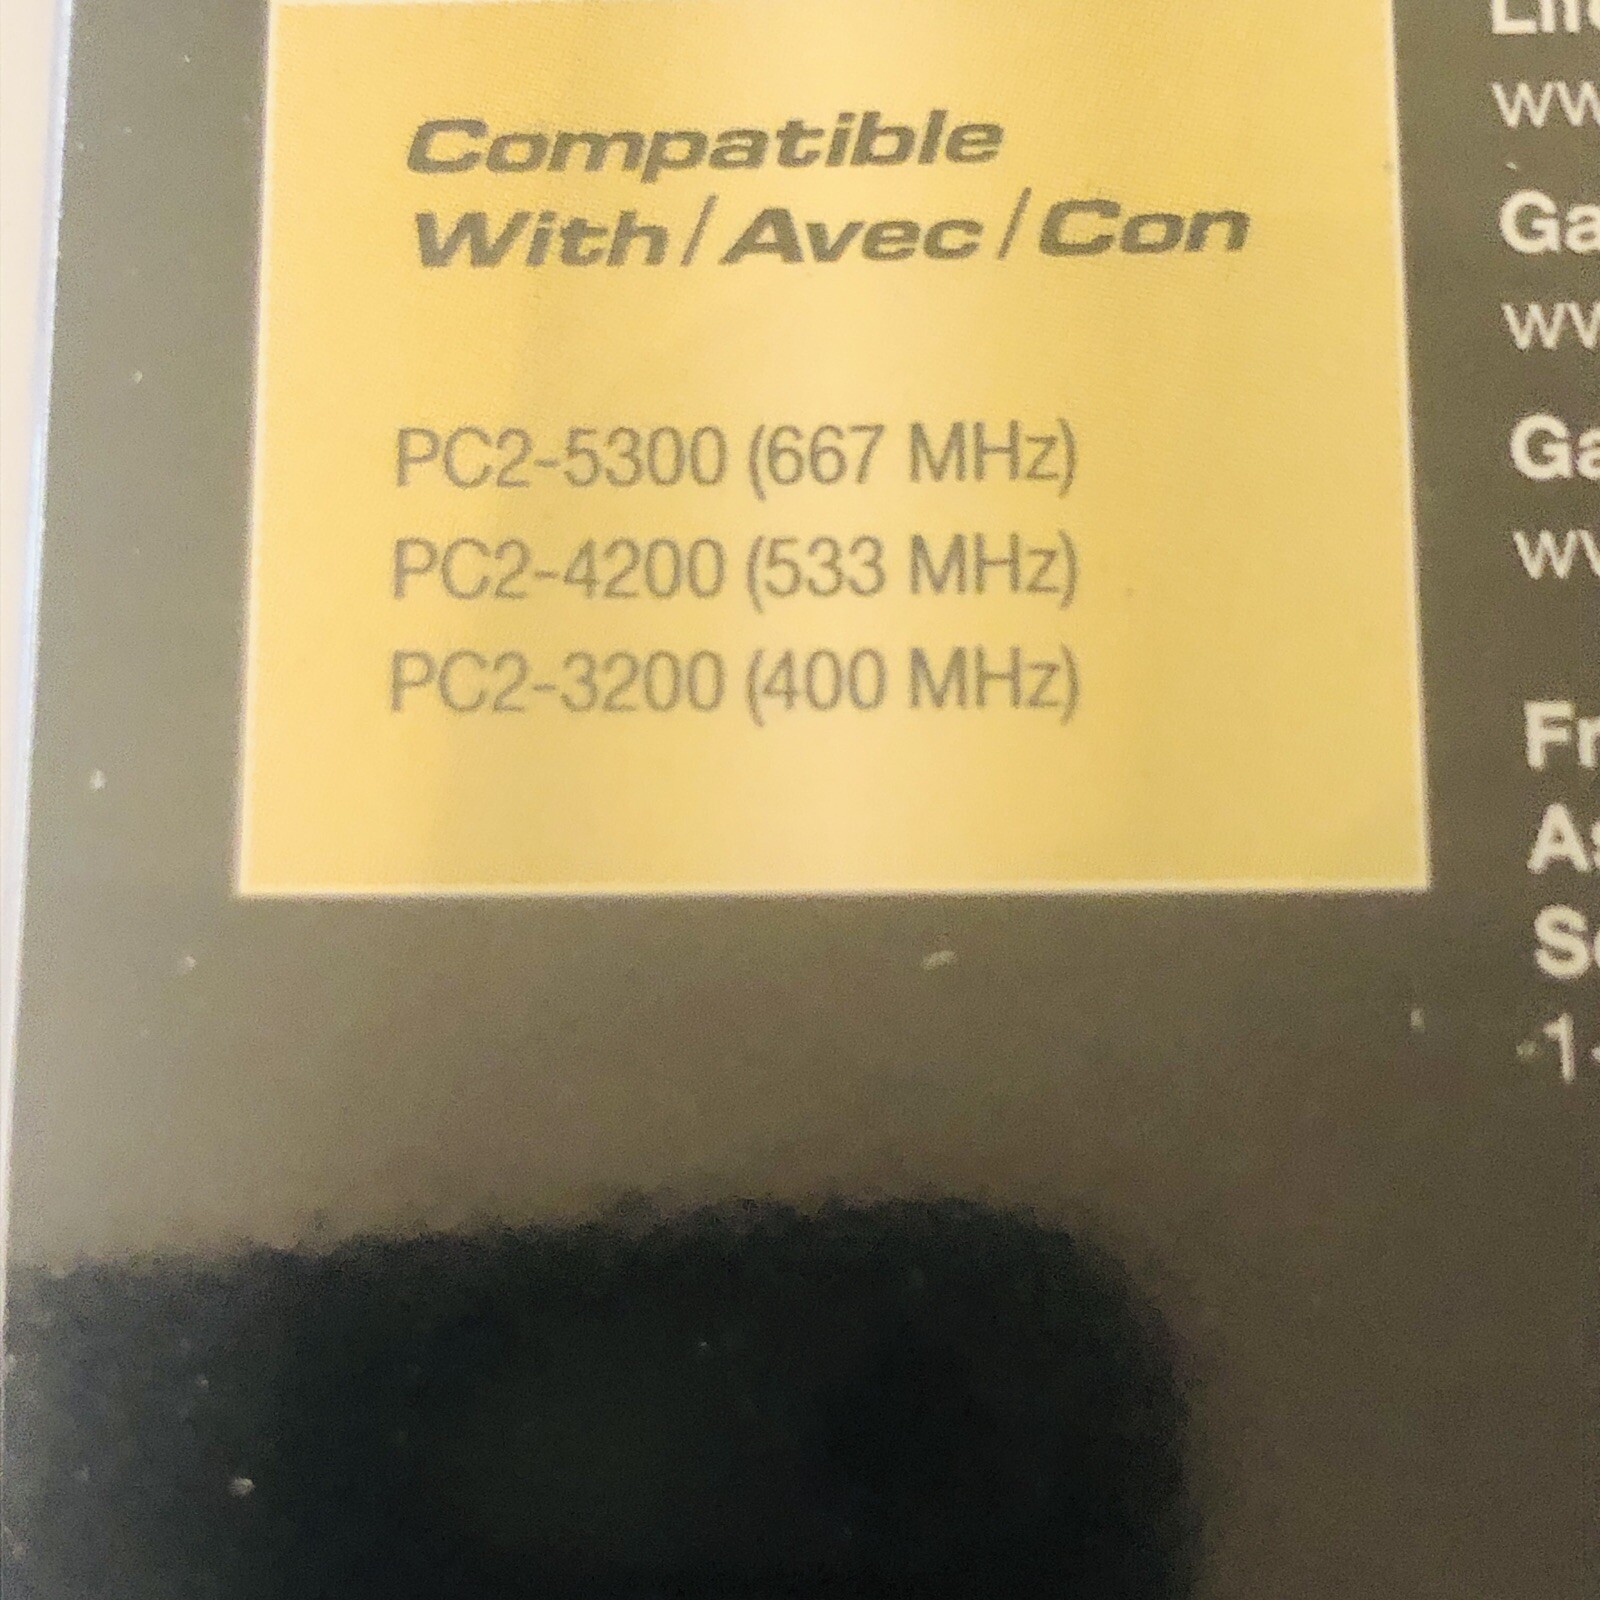 Compatible
With/Avec/Con
PC2-5300 (667 MHz)
PC2-4200 (533 MHz)
PC2-3200 (400 MHz)